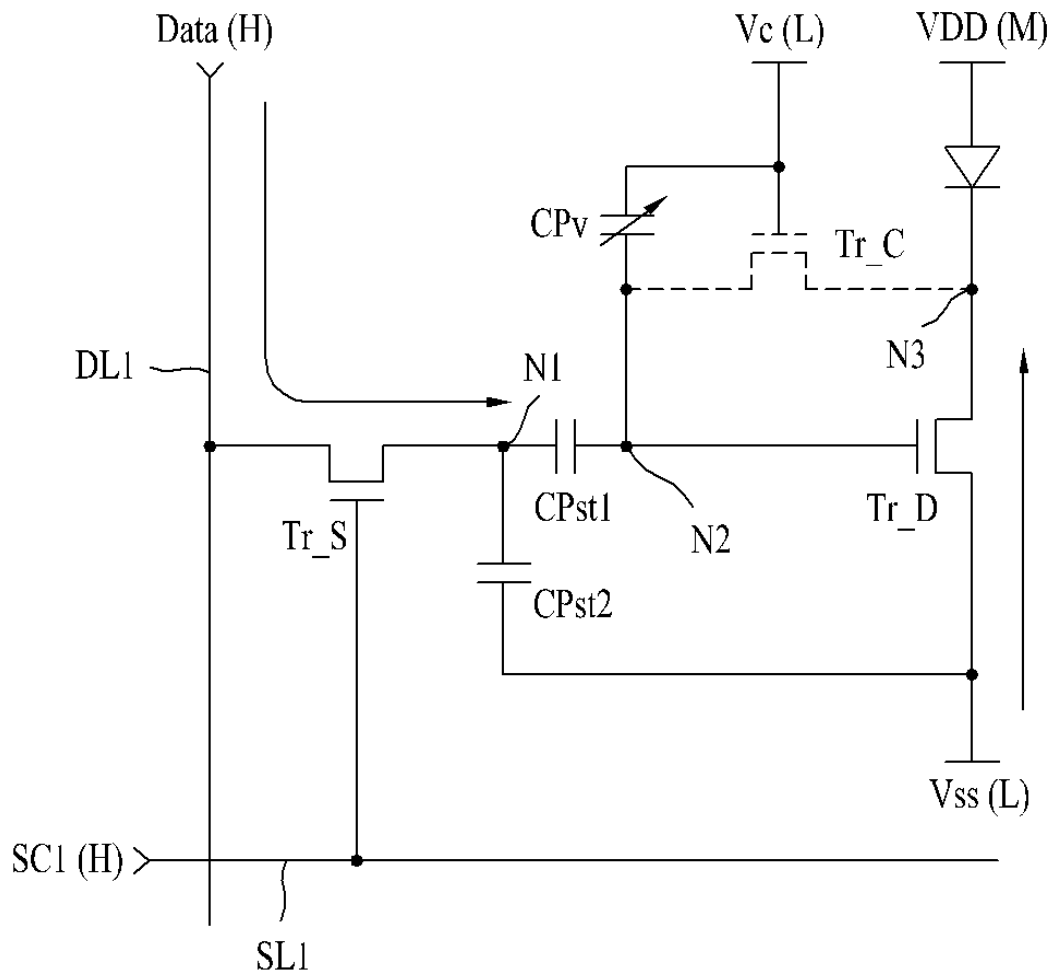 Data (H)
Vc (L)
VDD (M)
CPv
Tr_C
DL1
N1
N3
CPst1
Tr_D
Tr_S
N2
CPst2
Vss (L)
SC1 (H)
SL1